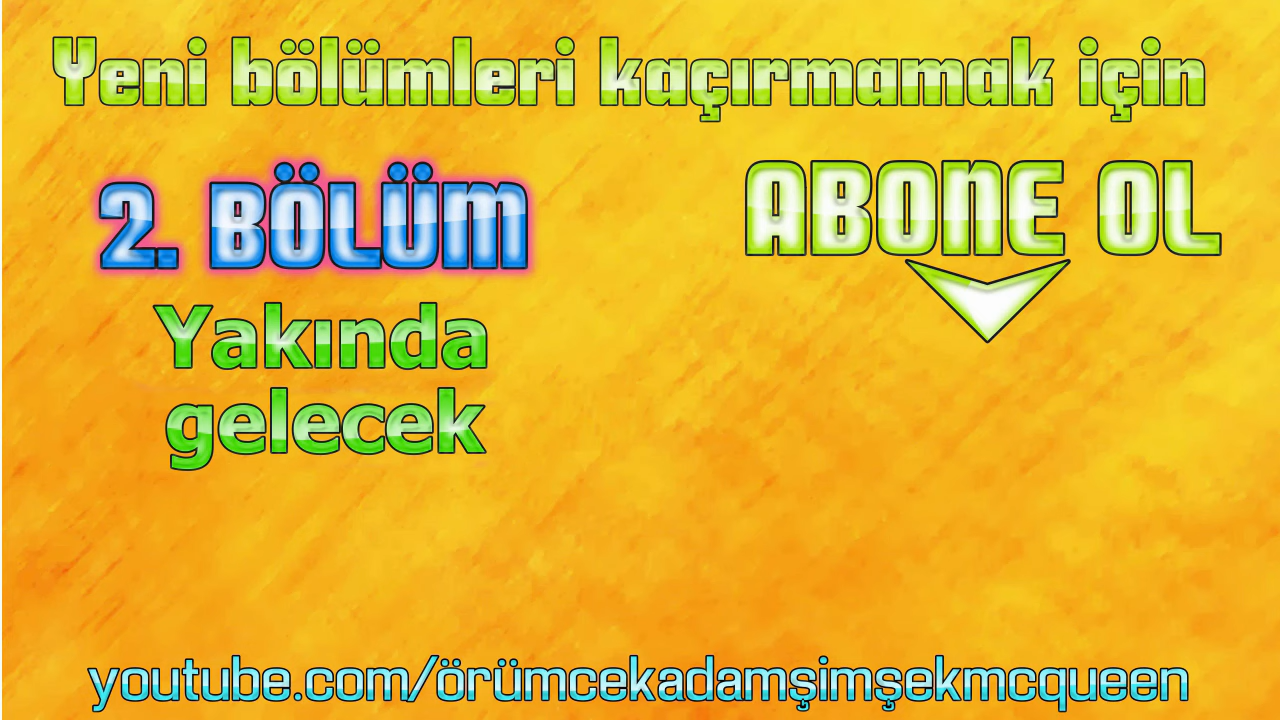 Yeni bölümleri kaçırmamak için
2. BÖLÜM
ABONE OL
Yakında
gelecek
youtube.com/örümcekadamşimşekmcqueen